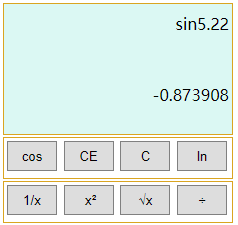 sin5.22
-0.873908
cos CE C ln
1/x x² √x ÷